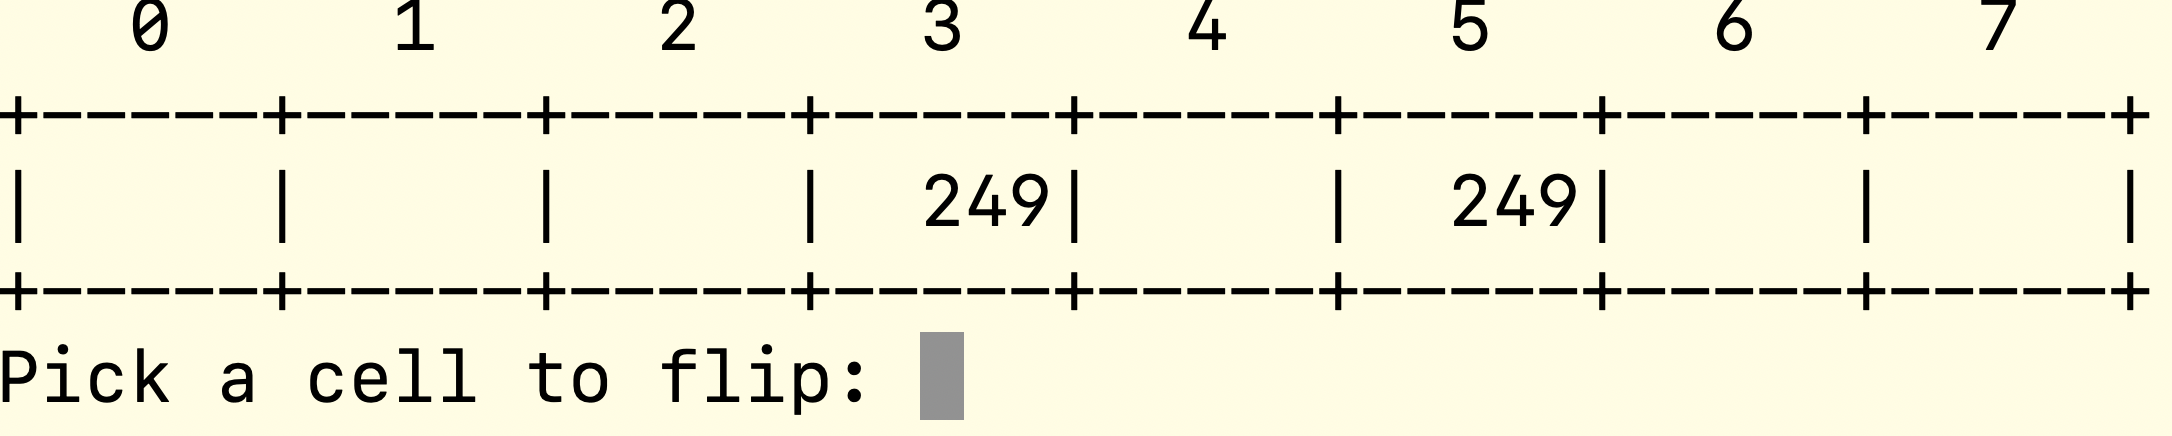 0 1 2 3 4 5 6 7
+-----+-----+-----+-----+-----+-----+-----+-----+
| | | | 249| | 249| | |
+-----+-----+-----+-----+-----+-----+-----+-----+
Pick a cell to flip: